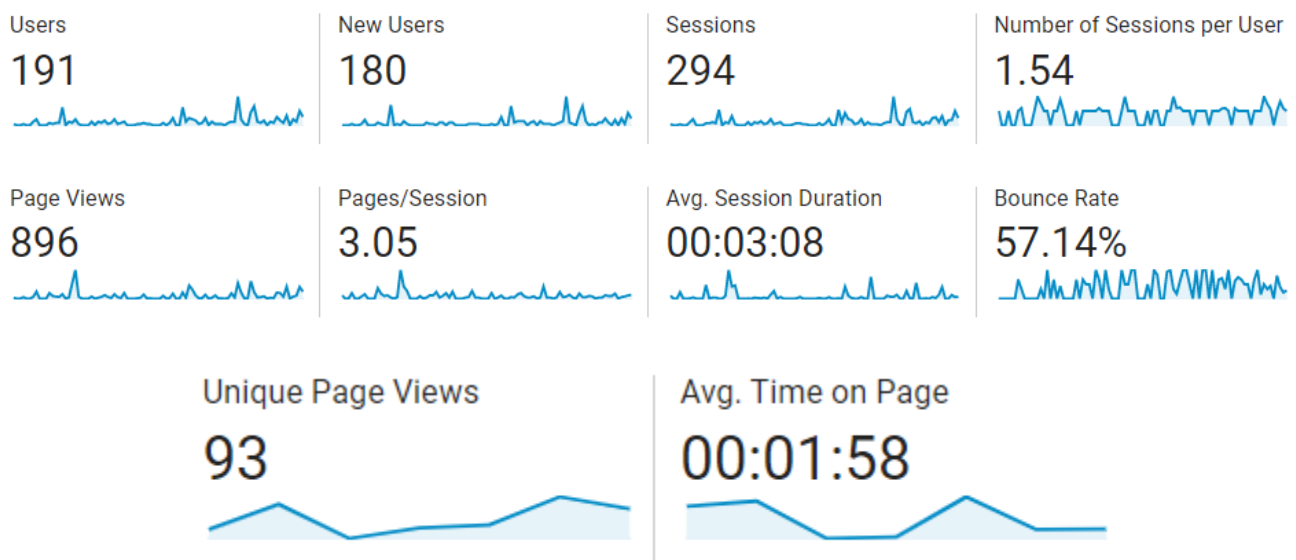 Users
191
New Users
180
Sessions
294
Number of Sessions per User
1.54
Page Views
896
Pages/Session
3.05
Avg. Session Duration
00:03:08
Bounce Rate
57.14%
Unique Page Views
93
Avg. Time on Page
00:01:58